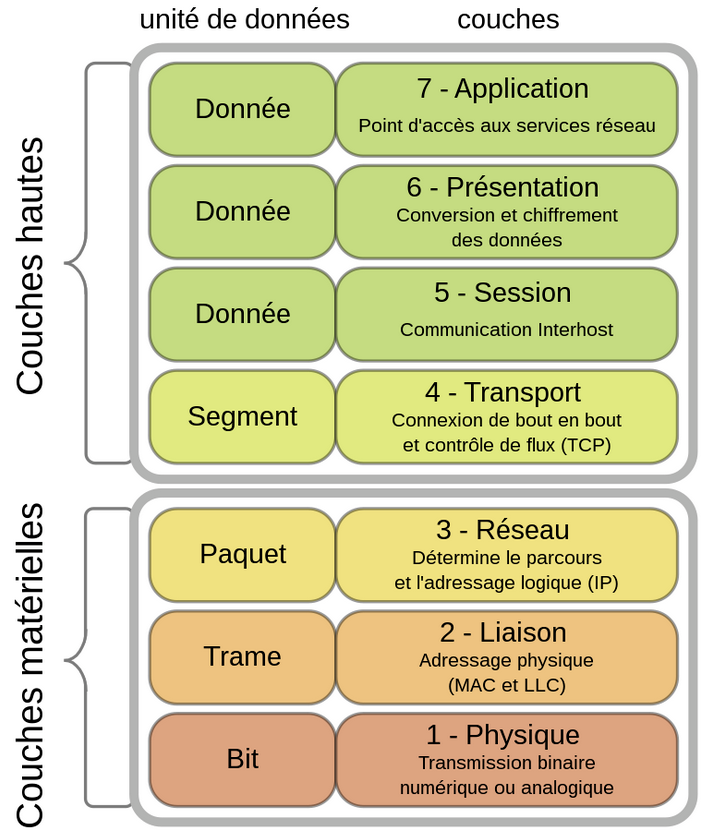 unité de données
couches
Couches hautes
Donnée
7 - Application
Point d'accès aux services réseau
Donnée
6 - Présentation
Conversion et chiffrement
des données
Donnée
5 - Session
Communication Interhost
Segment
4 - Transport
Connexion de bout en bout
et contrôle de flux (TCP)
Couches matérielles
Paquet
3 - Réseau
Détermine le parcours
et l'adressage logique (IP)
Trame
2 - Liaison
Adressage physique
(MAC et LLC)
Bit
1 - Physique
Transmission binaire
numérique ou analogique